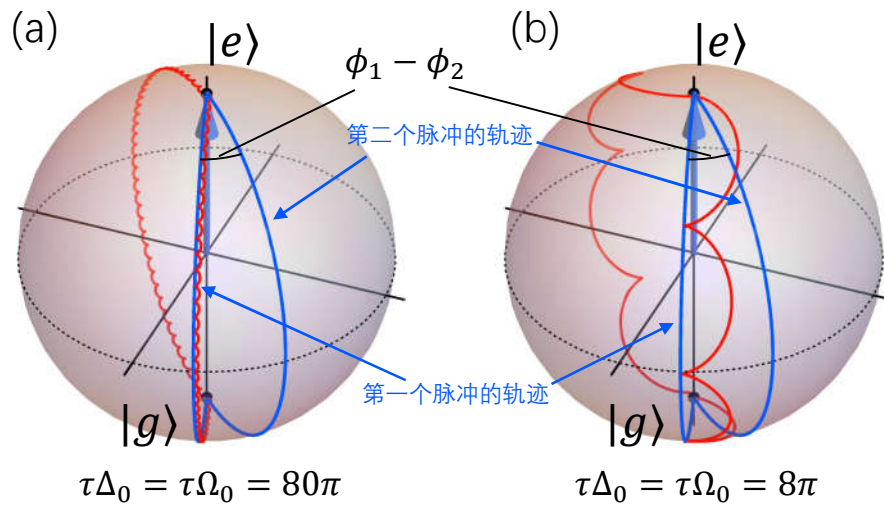 (a)
|e⟩
ϕ₁ − ϕ₂
(b)
|e⟩
第二个脉冲的轨迹
第一个脉冲的轨迹
|g⟩
|g⟩
τΔ₀ = τΩ₀ = 80π
τΔ₀ = τΩ₀ = 8π